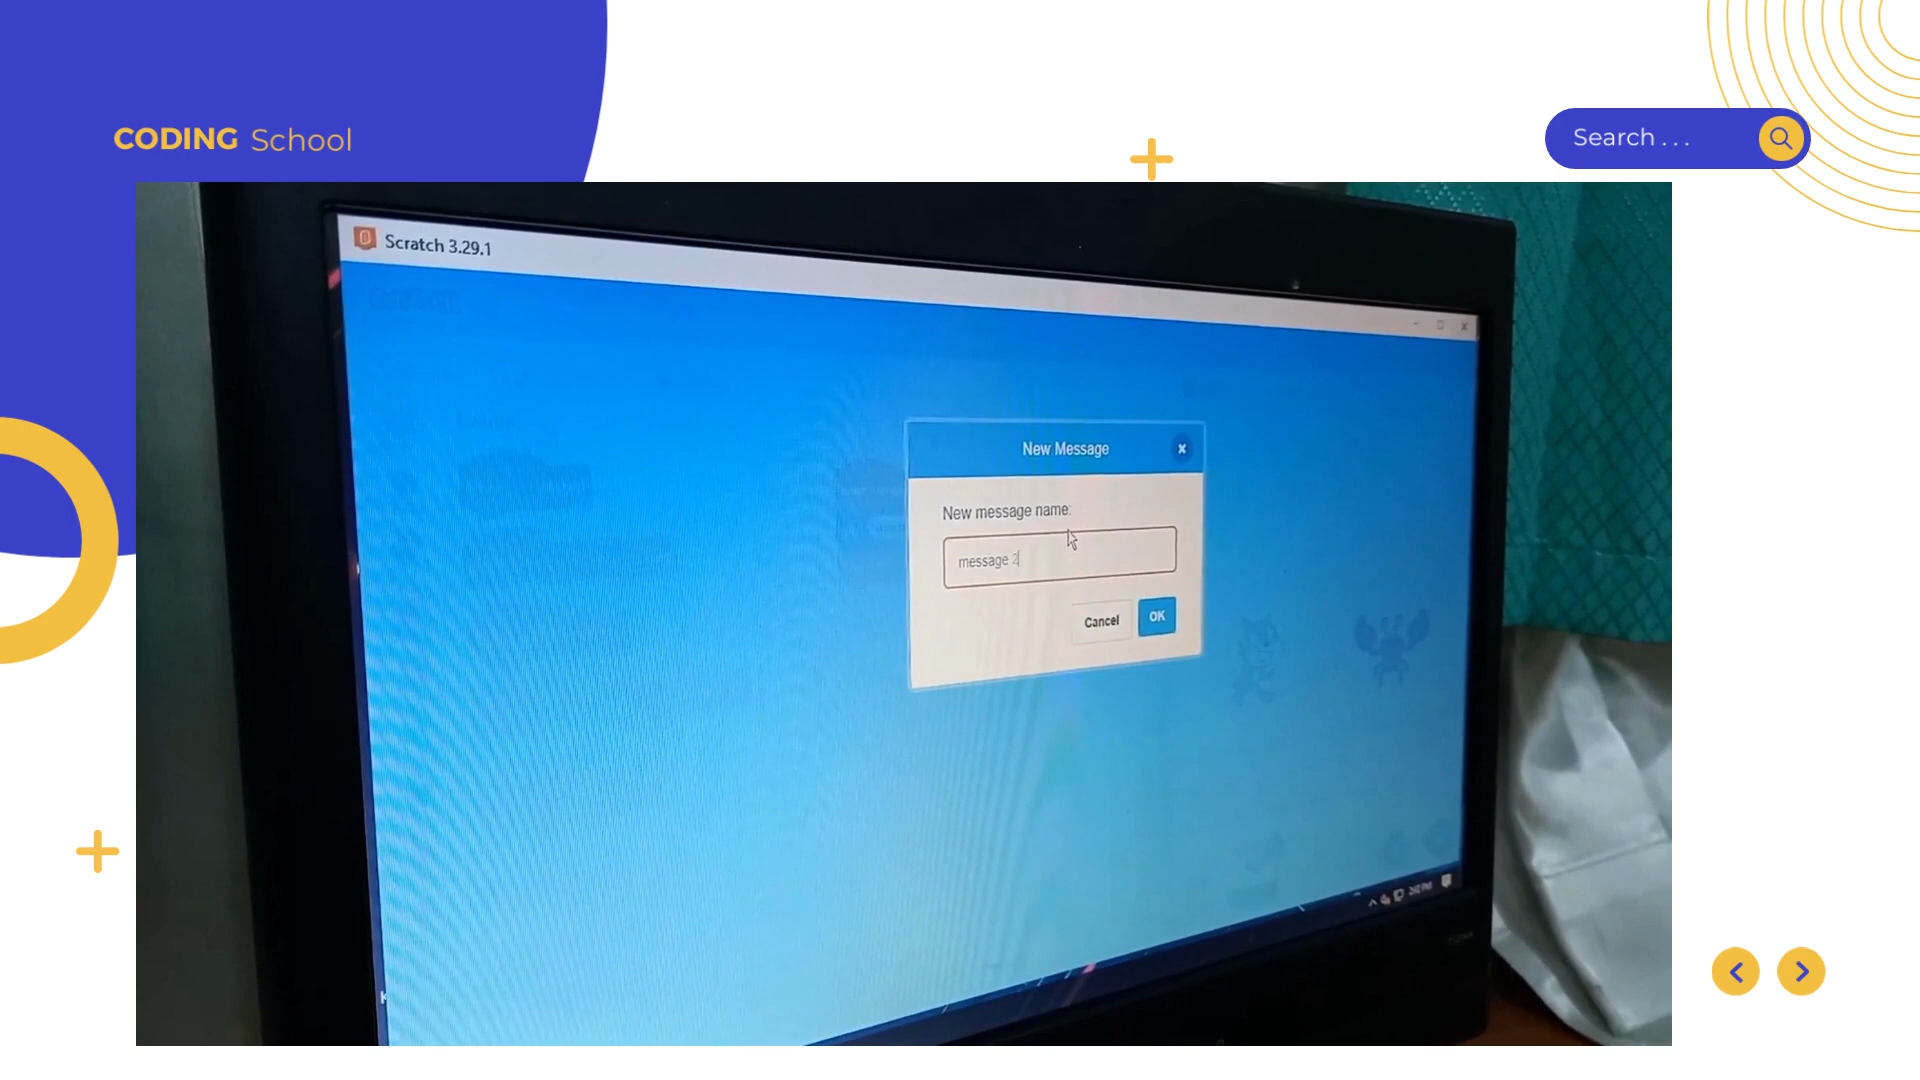 CODING School
Search . . .
Scratch 3.29.1
New Message
New message name:
message 2
Cancel
OK